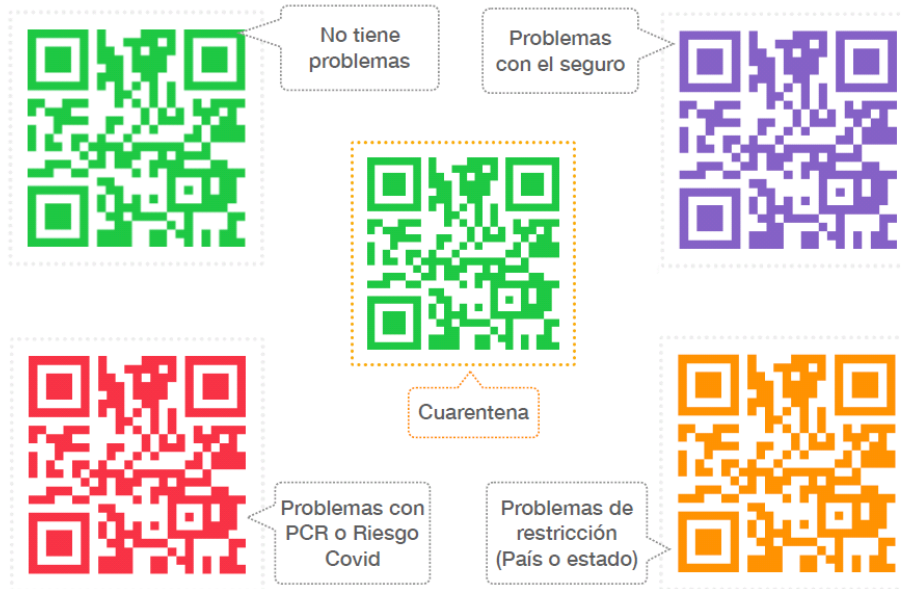 No tiene
problemas
Problemas
con el seguro
Cuarentena
Problemas con
PCR o Riesgo
Covid
Problemas de
restricción
(País o estado)